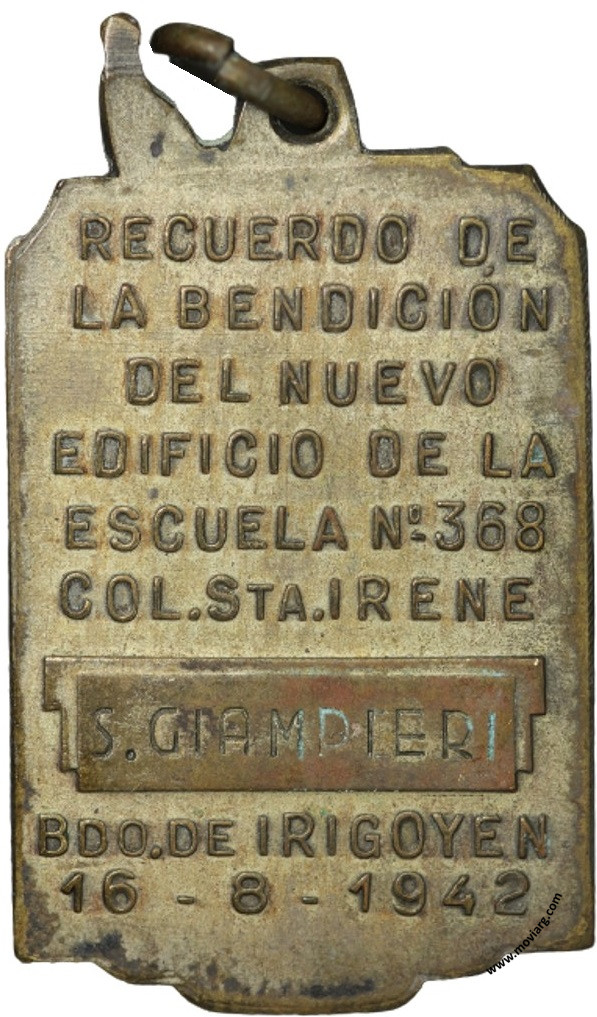 RECUERDO DE
LA BENDICIÓN
DEL NUEVO
EDIFICIO DE LA
ESCUELA Nº 368
COL. STA. IRENE
S. GIAMPIERI
BDO. DE IRIGOYEN
16 - 8 - 1942
www.moviarg.com